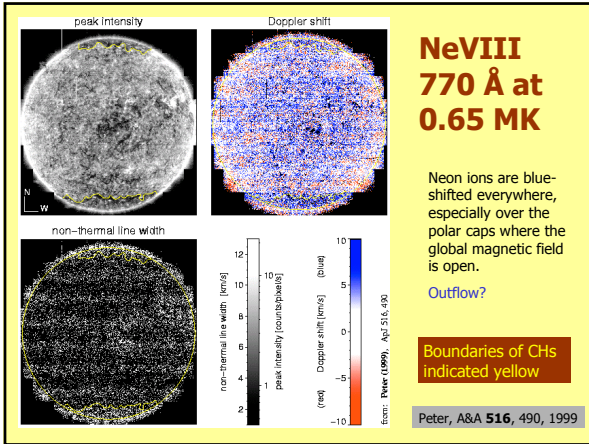 peak intensity
Doppler shift
N
W
non-thermal line width
12
10
8
6
4
2
non-thermal line width [km/s]
10
1
peak intensity [counts/pixel/s]
10
5
0
−5
−10
(red) Doppler shift [km/s] (blue)
from: Peter (1999), ApJ 516, 490
NeVIII
770 Å at
0.65 MK
Neon ions are blue-
shifted everywhere,
especially over the
polar caps where the
global magnetic field
is open.
Outflow?
Boundaries of CHs
indicated yellow
Peter, A&A 516, 490, 1999